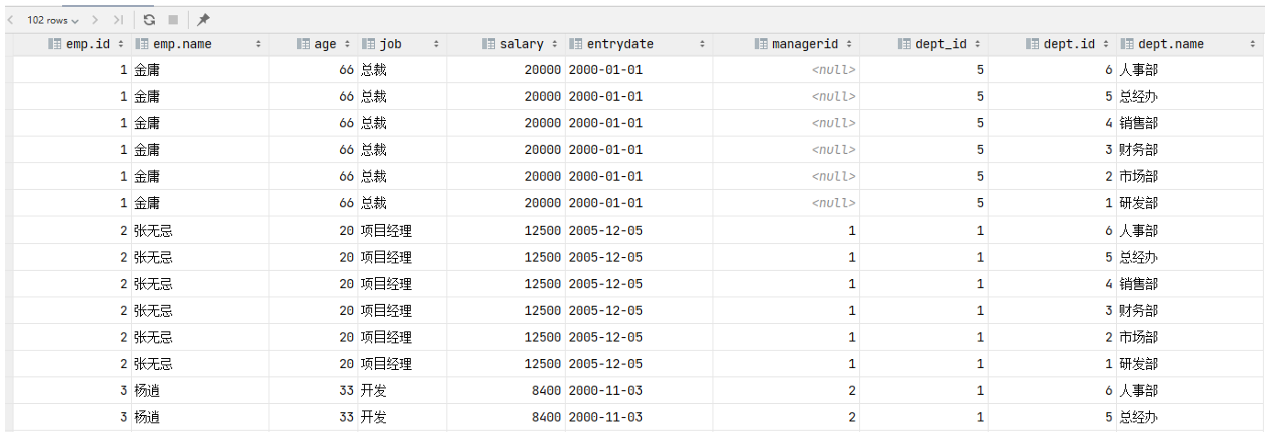 102 rows
emp.id emp.name age job salary entrydate managerid dept_id dept.id dept.name
1 金庸 66 总裁 20000 2000-01-01 <null> 5 6 人事部
1 金庸 66 总裁 20000 2000-01-01 <null> 5 5 总经办
1 金庸 66 总裁 20000 2000-01-01 <null> 5 4 销售部
1 金庸 66 总裁 20000 2000-01-01 <null> 5 3 财务部
1 金庸 66 总裁 20000 2000-01-01 <null> 5 2 市场部
1 金庸 66 总裁 20000 2000-01-01 <null> 5 1 研发部
2 张无忌 20 项目经理 12500 2005-12-05 1 1 6 人事部
2 张无忌 20 项目经理 12500 2005-12-05 1 1 5 总经办
2 张无忌 20 项目经理 12500 2005-12-05 1 1 4 销售部
2 张无忌 20 项目经理 12500 2005-12-05 1 1 3 财务部
2 张无忌 20 项目经理 12500 2005-12-05 1 1 2 市场部
2 张无忌 20 项目经理 12500 2005-12-05 1 1 1 研发部
3 杨逍 33 开发 8400 2000-11-03 2 1 6 人事部
3 杨逍 33 开发 8400 2000-11-03 2 1 5 总经办